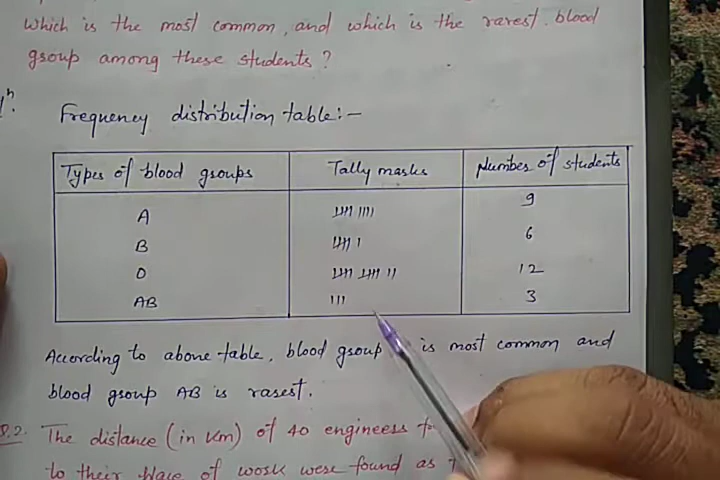 which is the most common, and which is the rarest blood
group among these students?
Frequency distribution table:-
Types of blood groups Tally masks Number of students
A 9
B 6
O 12
AB 3
According to above table, blood group is most common and
blood group AB is rarest.
Q.2. The distance (in km) of 40 engineers
to their place of work were found as